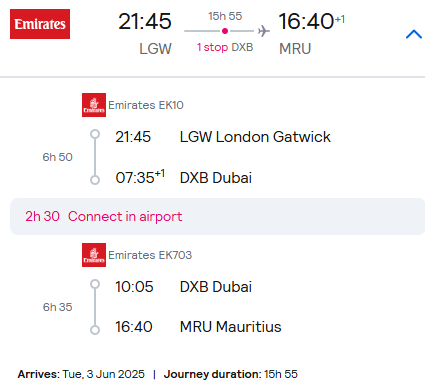 Emirates
21:45
15h 55
16:40+1
LGW
1 stop DXB
MRU
Emirates EK10
21:45 LGW London Gatwick
6h 50
07:35+1 DXB Dubai
2h 30 Connect in airport
Emirates EK703
10:05 DXB Dubai
6h 35
16:40 MRU Mauritius
Arrives: Tue, 3 Jun 2025 | Journey duration: 15h 55